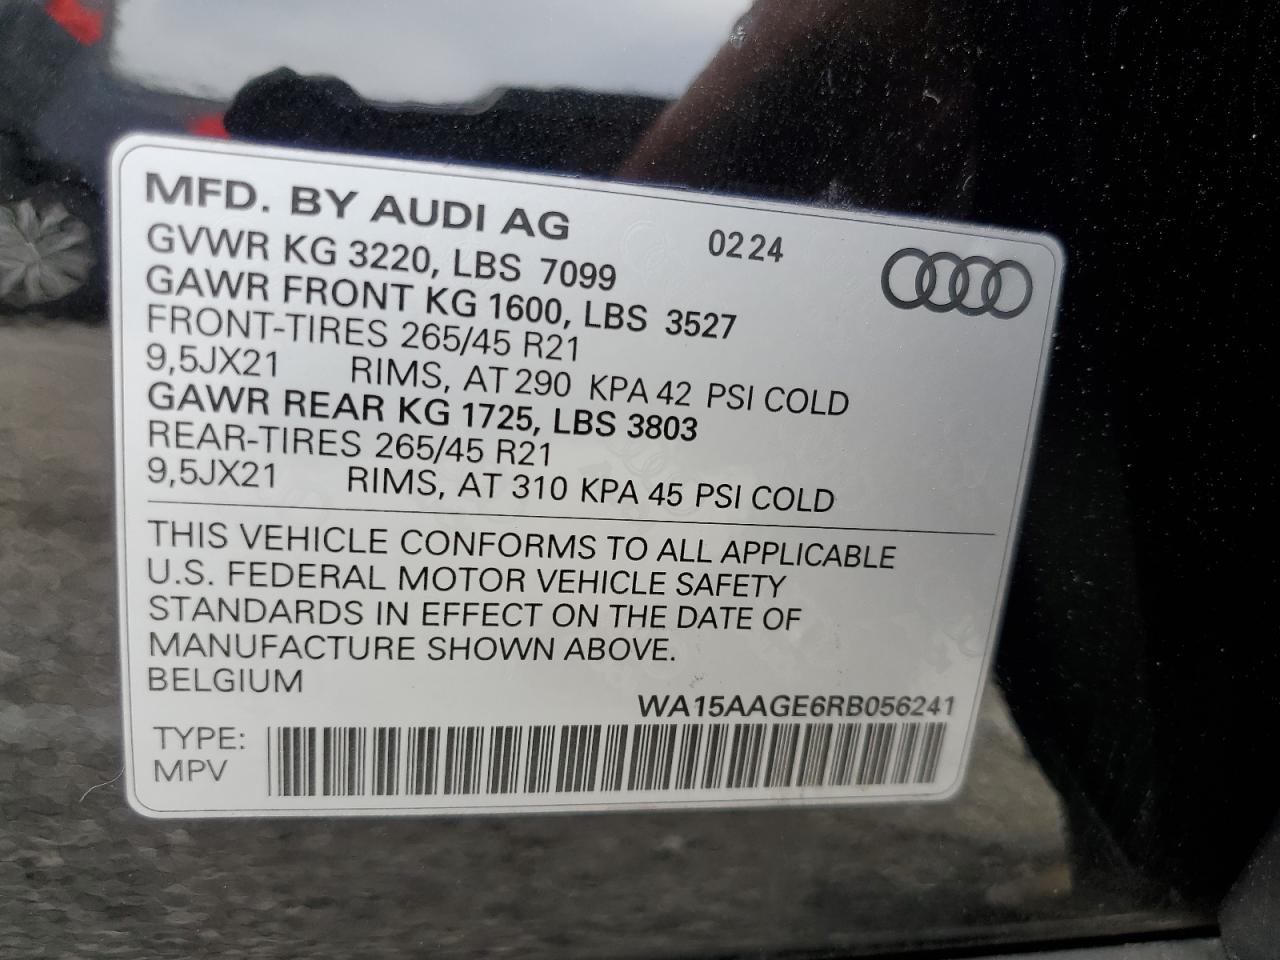 MFD. BY AUDI AG 0224
GVWR KG 3220, LBS 7099
GAWR FRONT KG 1600, LBS 3527
FRONT-TIRES 265/45 R21
9,5JX21 RIMS, AT 290 KPA 42 PSI COLD
GAWR REAR KG 1725, LBS 3803
REAR-TIRES 265/45 R21
9,5JX21 RIMS, AT 310 KPA 45 PSI COLD
THIS VEHICLE CONFORMS TO ALL APPLICABLE
U.S. FEDERAL MOTOR VEHICLE SAFETY
STANDARDS IN EFFECT ON THE DATE OF
MANUFACTURE SHOWN ABOVE.
BELGIUM
WA15AAGE6RB056241
TYPE:
MPV